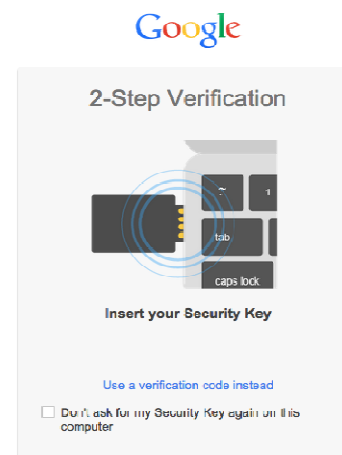 Google
2-Step Verification
~
1
tab
caps lock
Insert your Security Key
Use a verification code instead
Don't ask for my Security Key again on this
computer